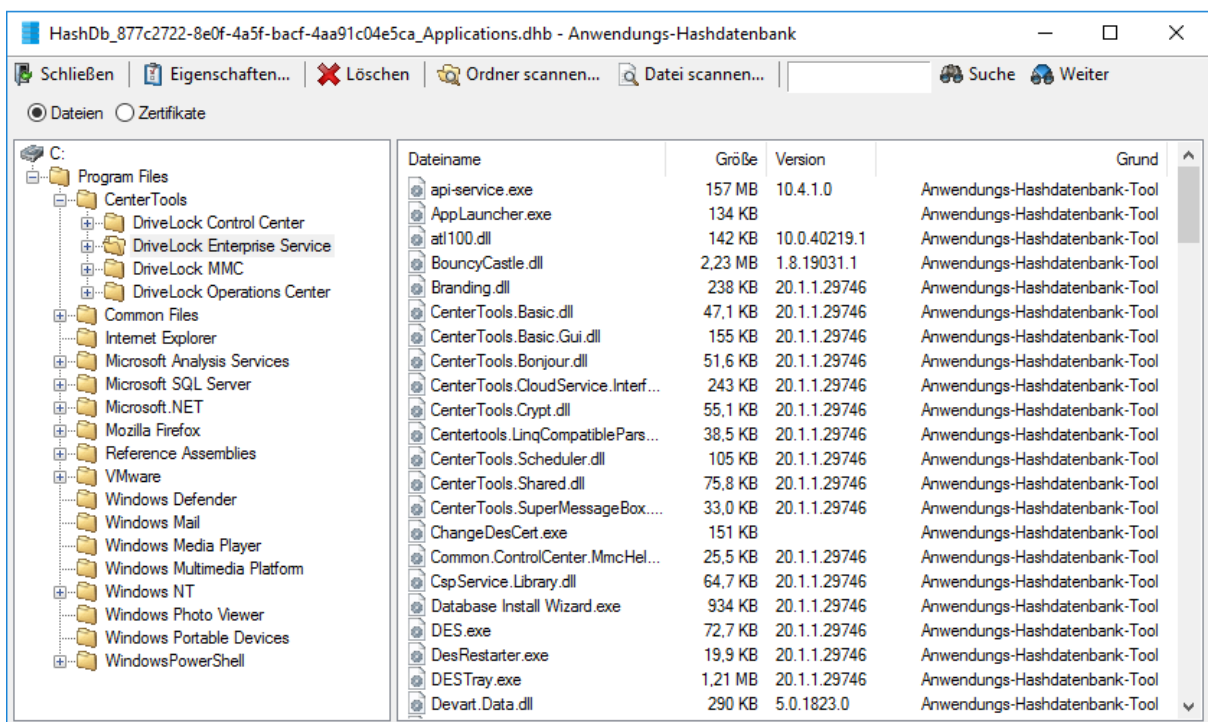 HashDb_877c2722-8e0f-4a5f-bacf-4aa91c04e5ca_Applications.dhb - Anwendungs-Hashdatenbank
Schließen Eigenschaften... Löschen Ordner scannen... Datei scannen... Suche Weiter
Dateien Zertifikate
C:
Program Files
CenterTools
DriveLock Control Center
DriveLock Enterprise Service
DriveLock MMC
DriveLock Operations Center
Common Files
Internet Explorer
Microsoft Analysis Services
Microsoft SQL Server
Microsoft.NET
Mozilla Firefox
Reference Assemblies
VMware
Windows Defender
Windows Mail
Windows Media Player
Windows Multimedia Platform
Windows NT
Windows Photo Viewer
Windows Portable Devices
WindowsPowerShell
Dateiname Größe Version Grund
api-service.exe 157 MB 10.4.1.0 Anwendungs-Hashdatenbank-Tool
AppLauncher.exe 134 KB Anwendungs-Hashdatenbank-Tool
atl100.dll 142 KB 10.0.40219.1 Anwendungs-Hashdatenbank-Tool
BouncyCastle.dll 2,23 MB 1.8.19031.1 Anwendungs-Hashdatenbank-Tool
Branding.dll 238 KB 20.1.1.29746 Anwendungs-Hashdatenbank-Tool
CenterTools.Basic.dll 47,1 KB 20.1.1.29746 Anwendungs-Hashdatenbank-Tool
CenterTools.Basic.Gui.dll 155 KB 20.1.1.29746 Anwendungs-Hashdatenbank-Tool
CenterTools.Bonjour.dll 51,6 KB 20.1.1.29746 Anwendungs-Hashdatenbank-Tool
CenterTools.CloudService.Interf... 243 KB 20.1.1.29746 Anwendungs-Hashdatenbank-Tool
CenterTools.Crypt.dll 55,1 KB 20.1.1.29746 Anwendungs-Hashdatenbank-Tool
Centertools.LinqCompatiblePars... 38,5 KB 20.1.1.29746 Anwendungs-Hashdatenbank-Tool
CenterTools.Scheduler.dll 105 KB 20.1.1.29746 Anwendungs-Hashdatenbank-Tool
CenterTools.Shared.dll 75,8 KB 20.1.1.29746 Anwendungs-Hashdatenbank-Tool
CenterTools.SuperMessageBox.... 33,0 KB 20.1.1.29746 Anwendungs-Hashdatenbank-Tool
ChangeDesCert.exe 151 KB Anwendungs-Hashdatenbank-Tool
Common.ControlCenter.MmcHel... 25,5 KB 20.1.1.29746 Anwendungs-Hashdatenbank-Tool
CspService.Library.dll 64,7 KB 20.1.1.29746 Anwendungs-Hashdatenbank-Tool
Database Install Wizard.exe 934 KB 20.1.1.29746 Anwendungs-Hashdatenbank-Tool
DES.exe 72,7 KB 20.1.1.29746 Anwendungs-Hashdatenbank-Tool
DesRestarter.exe 19,9 KB 20.1.1.29746 Anwendungs-Hashdatenbank-Tool
DESTray.exe 1,21 MB 20.1.1.29746 Anwendungs-Hashdatenbank-Tool
Devart.Data.dll 290 KB 5.0.1823.0 Anwendungs-Hashdatenbank-Tool